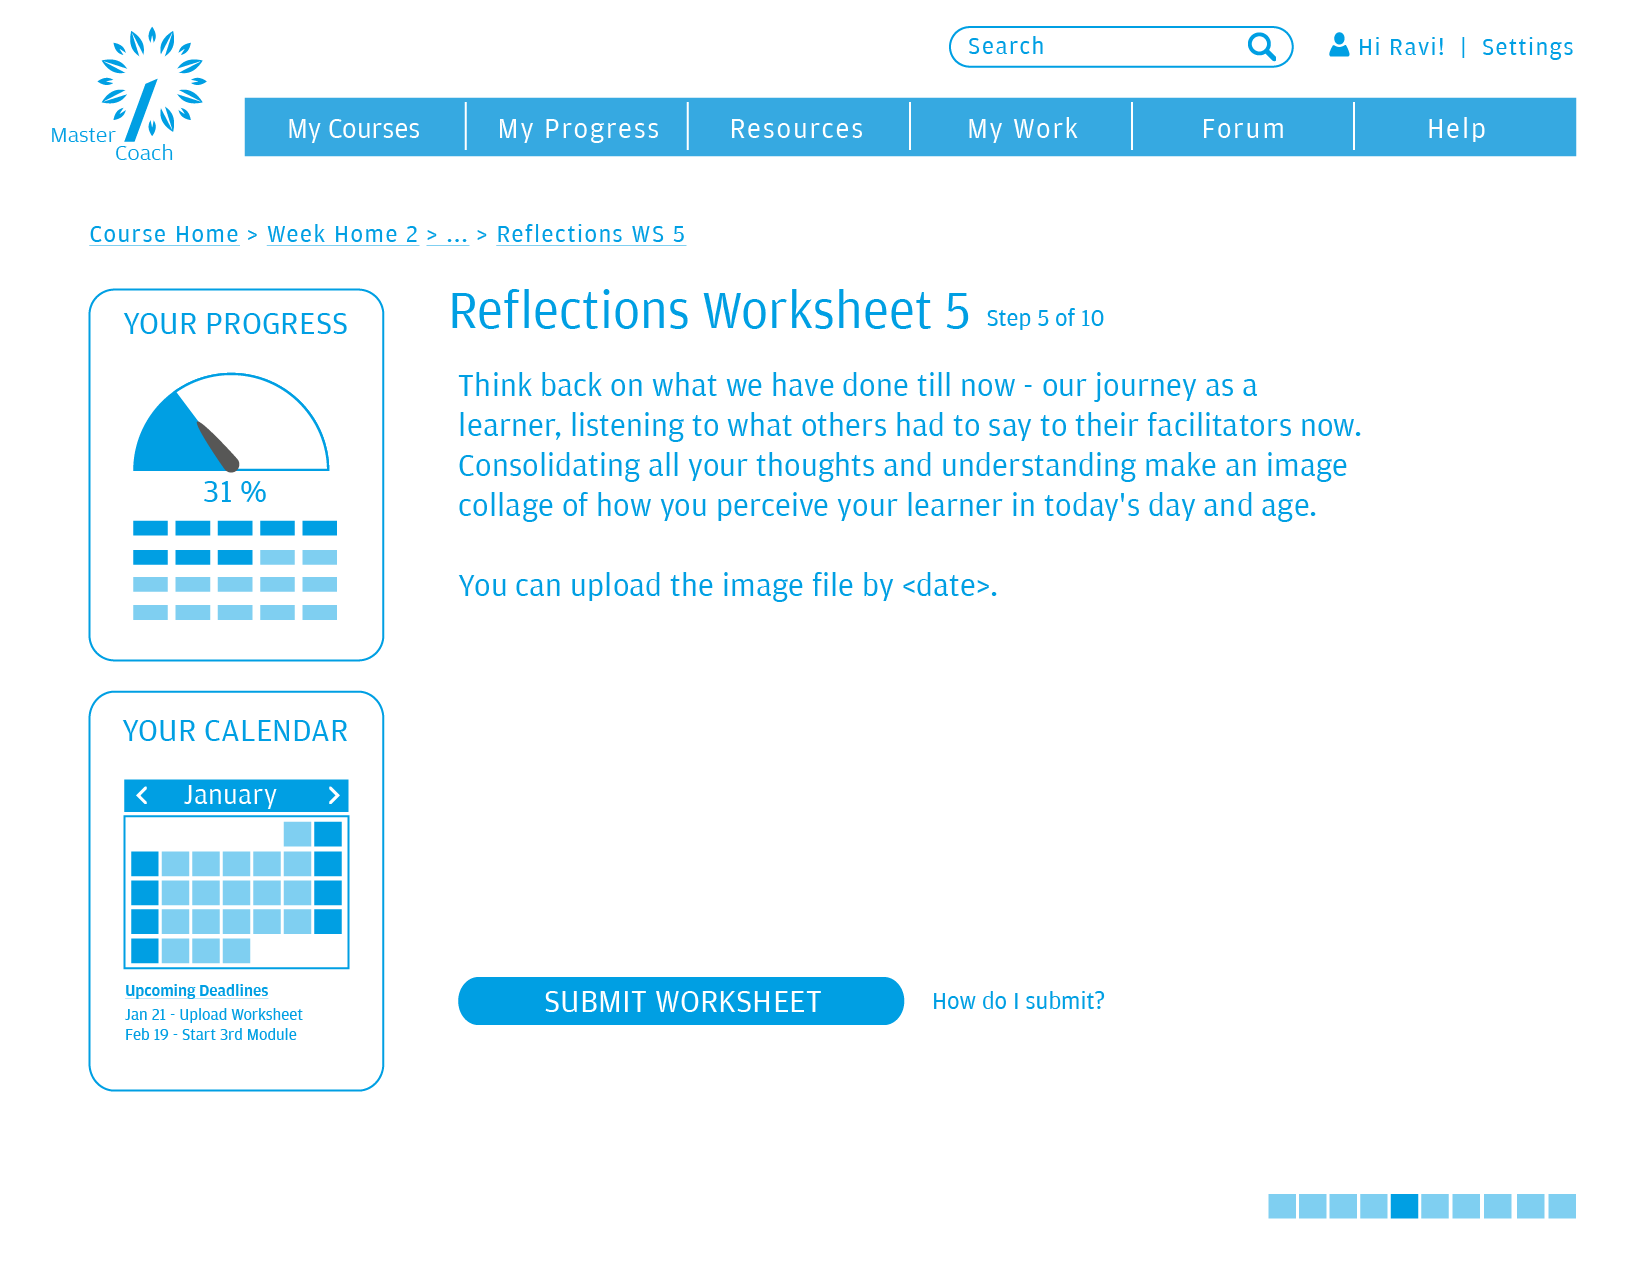 Master
Coach
Search
Hi Ravi! | Settings
My Courses
My Progress
Resources
My Work
Forum
Help
Course Home > Week Home 2 > ... > Reflections WS 5
YOUR PROGRESS
31 %
Reflections Worksheet 5 Step 5 of 10
Think back on what we have done till now - our journey as a
learner, listening to what others had to say to their facilitators now.
Consolidating all your thoughts and understanding make an image
collage of how you perceive your learner in today's day and age.
You can upload the image file by <date>.
YOUR CALENDAR
January
Upcoming Deadlines
Jan 21 - Upload Worksheet
Feb 19 - Start 3rd Module
SUBMIT WORKSHEET
How do I submit?